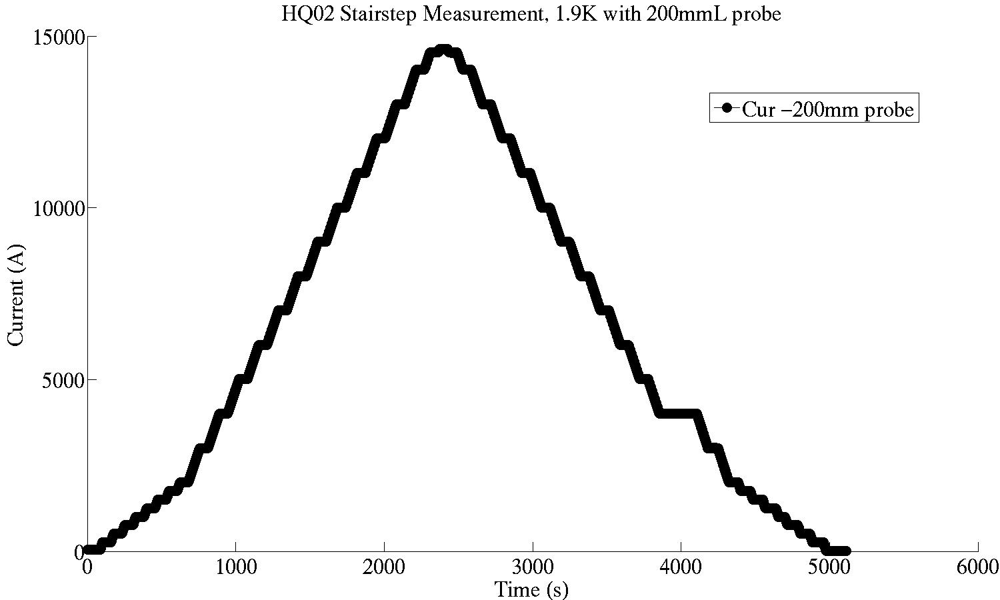 HQ02 Stairstep Measurement, 1.9K with 200mmL probe
15000
Cur −200mm probe
10000
Current (A)
5000
0
0 1000 2000 3000 4000 5000 6000
Time (s)